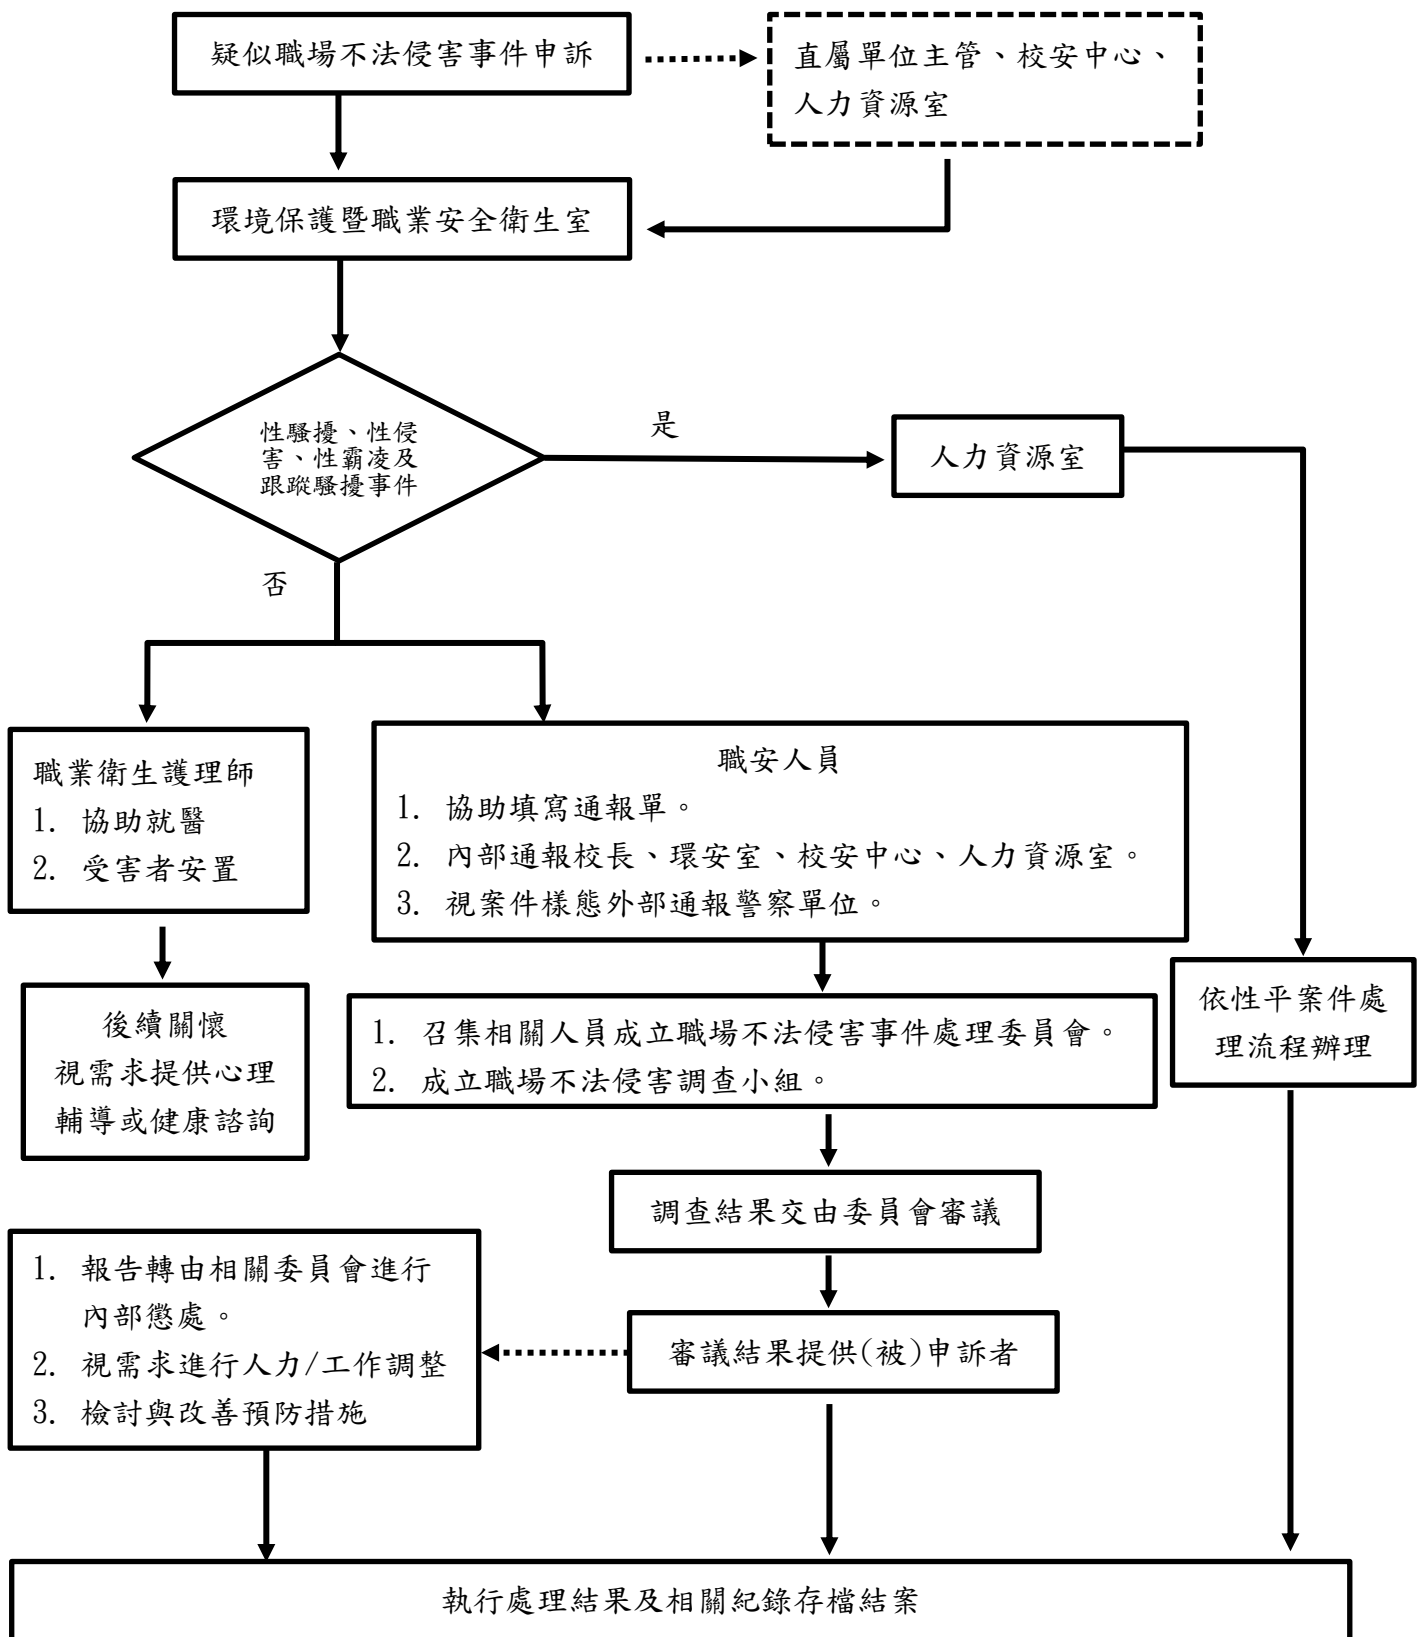 疑似職場不法侵害事件申訴
直屬單位主管、校安中心、
人力資源室
環境保護暨職業安全衛生室
性騷擾、性侵
害、性霸凌及
跟蹤騷擾事件
是
人力資源室
否
職業衛生護理師
1. 協助就醫
2. 受害者安置
職安人員
1. 協助填寫通報單。
2. 內部通報校長、環安室、校安中心、人力資源室。
3. 視案件樣態外部通報警察單位。
後續關懷
視需求提供心理
輔導或健康諮詢
1. 召集相關人員成立職場不法侵害事件處理委員會。
2. 成立職場不法侵害調查小組。
依性平案件處
理流程辦理
調查結果交由委員會審議
1. 報告轉由相關委員會進行
內部懲處。
2. 視需求進行人力/工作調整
3. 檢討與改善預防措施
審議結果提供(被)申訴者
執行處理結果及相關紀錄存檔結案